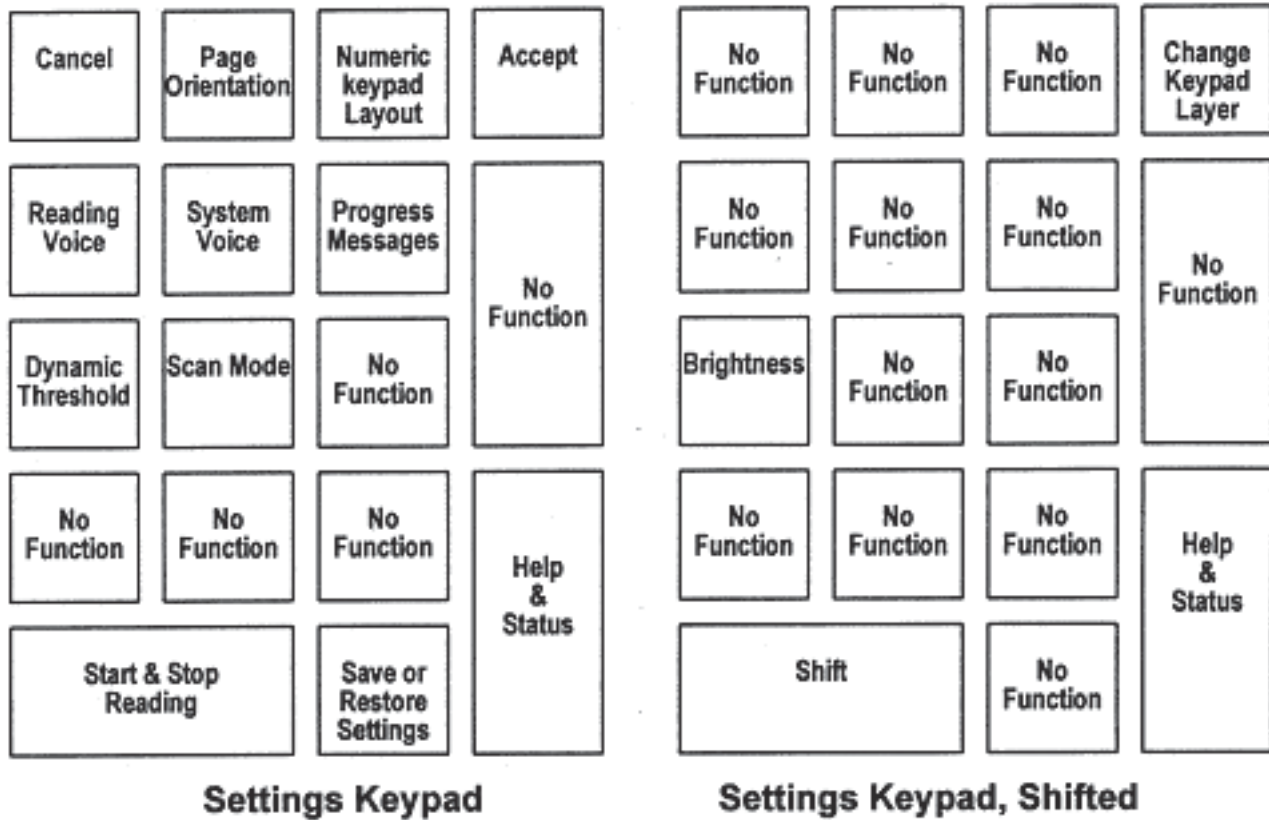 Cancel
Page
Orientation
Numeric
keypad
Layout
Accept
Reading
Voice
System
Voice
Progress
Messages
No
Function
Dynamic
Threshold
Scan Mode
No
Function
No
Function
No
Function
No
Function
Help
&
Status
Start & Stop
Reading
Save or
Restore
Settings
Settings Keypad
No
Function
No
Function
No
Function
Change
Keypad
Layer
No
Function
No
Function
No
Function
No
Function
Brightness
No
Function
No
Function
No
Function
No
Function
No
Function
Help
&
Status
Shift
No
Function
Settings Keypad, Shifted